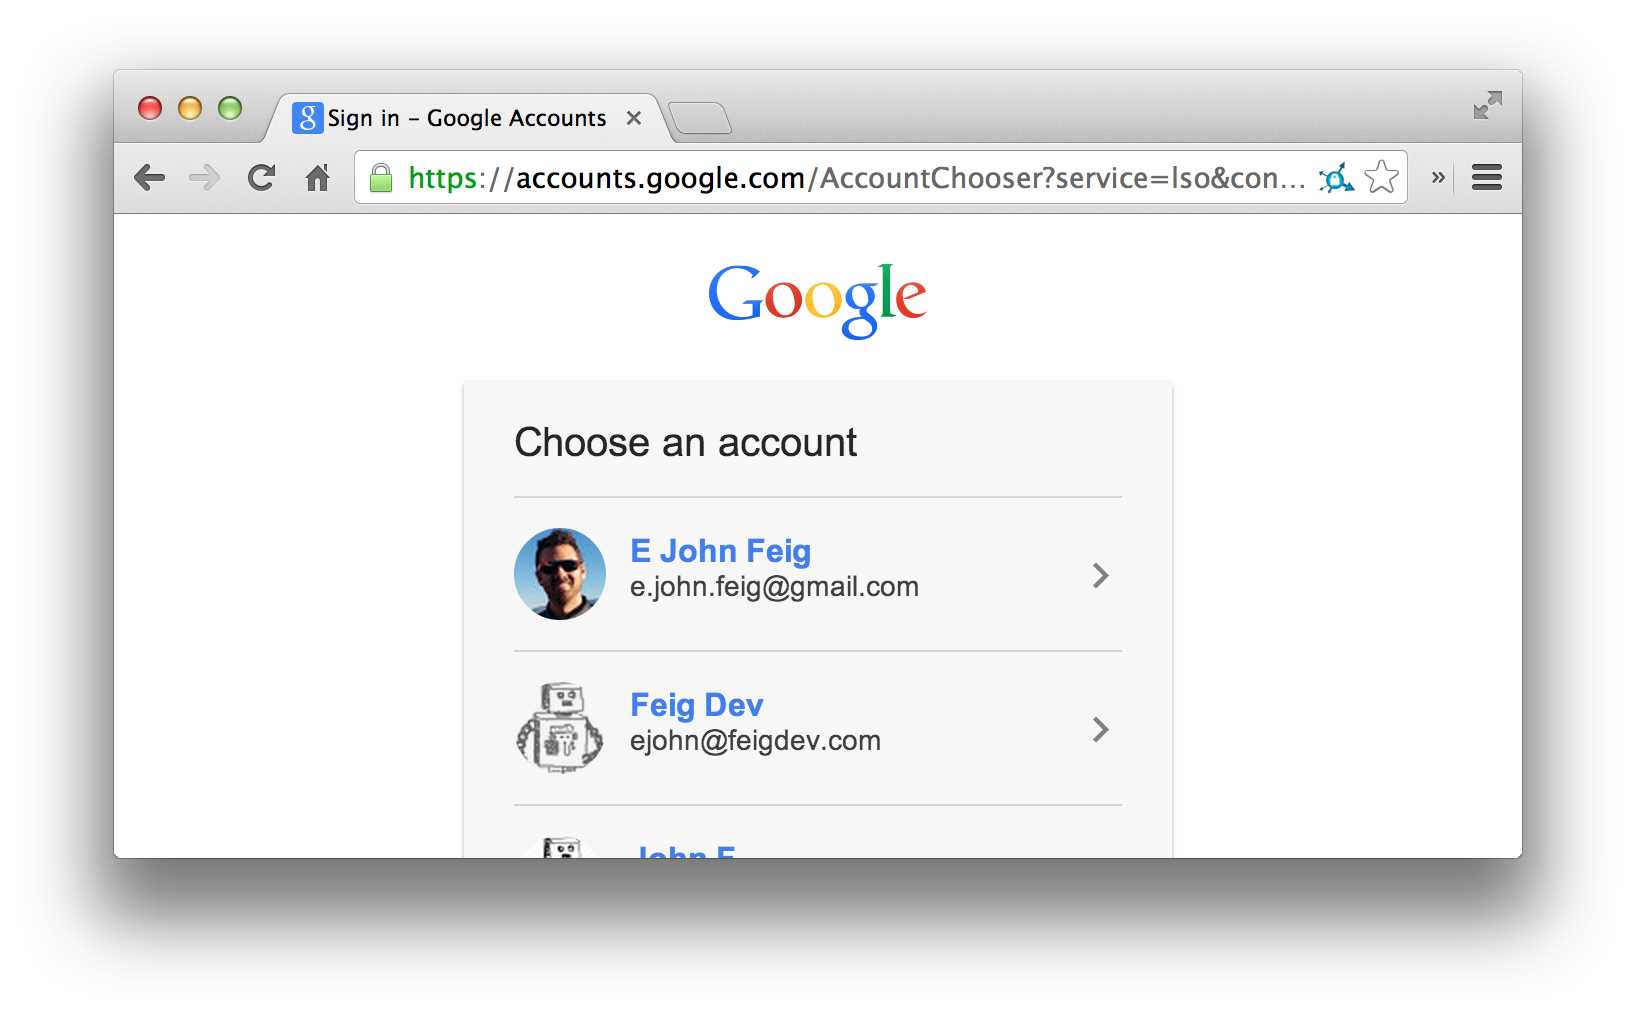 Sign in – Google Accounts
https://accounts.google.com/AccountChooser?service=lso&con...
Google
Choose an account
E John Feig
e.john.feig@gmail.com
Feig Dev
ejohn@feigdev.com
John F